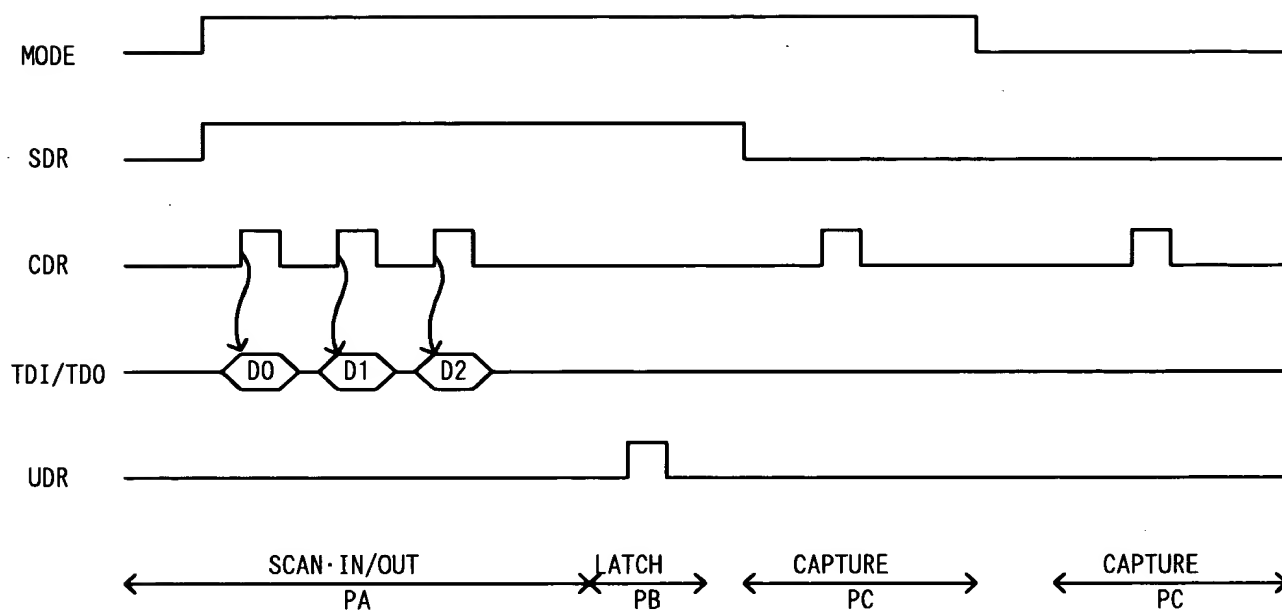 MODE
SDR
CDR
TDI/TDO D0 D1 D2
UDR
SCAN·IN/OUT LATCH CAPTURE CAPTURE
PA PB PC PC